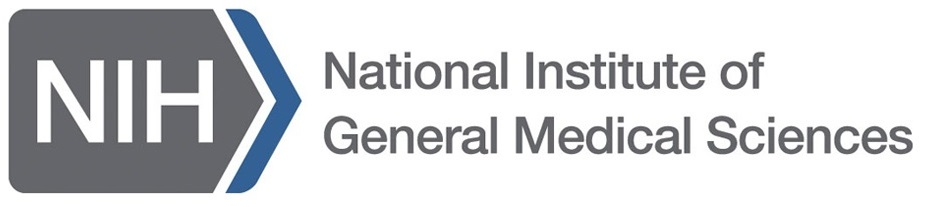 NIH
National Institute of
General Medical Sciences